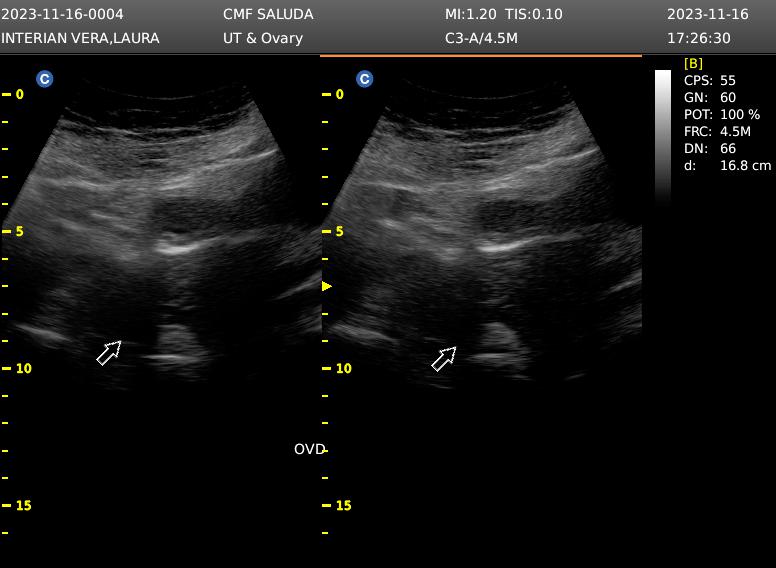 2023-11-16-0004 CMF SALUDA MI:1.20 TIS:0.10 2023-11-16
INTERIAN VERA,LAURA UT & Ovary C3-A/4.5M 17:26:30
C C
[B]
CPS: 55
GN: 60
POT: 100 %
FRC: 4.5M
DN: 66
d: 16.8 cm
0 0
5 5
10 10
OVD
15 15